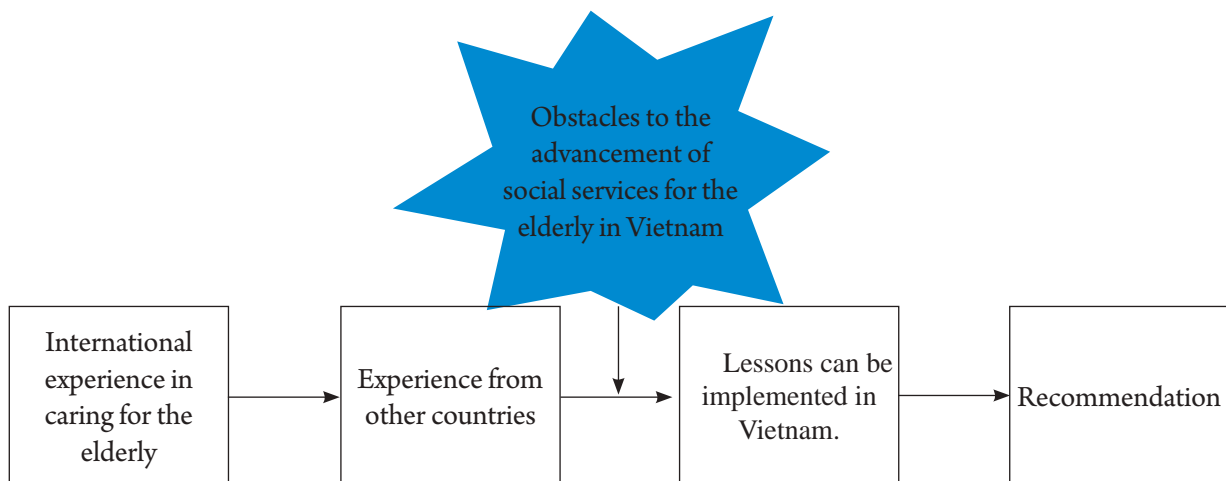 Obstacles to the
advancement of
social services for the
elderly in Vietnam
International
experience in
caring for the
elderly
Experience from
other countries
Lessons can be
implemented in
Vietnam.
Recommendation